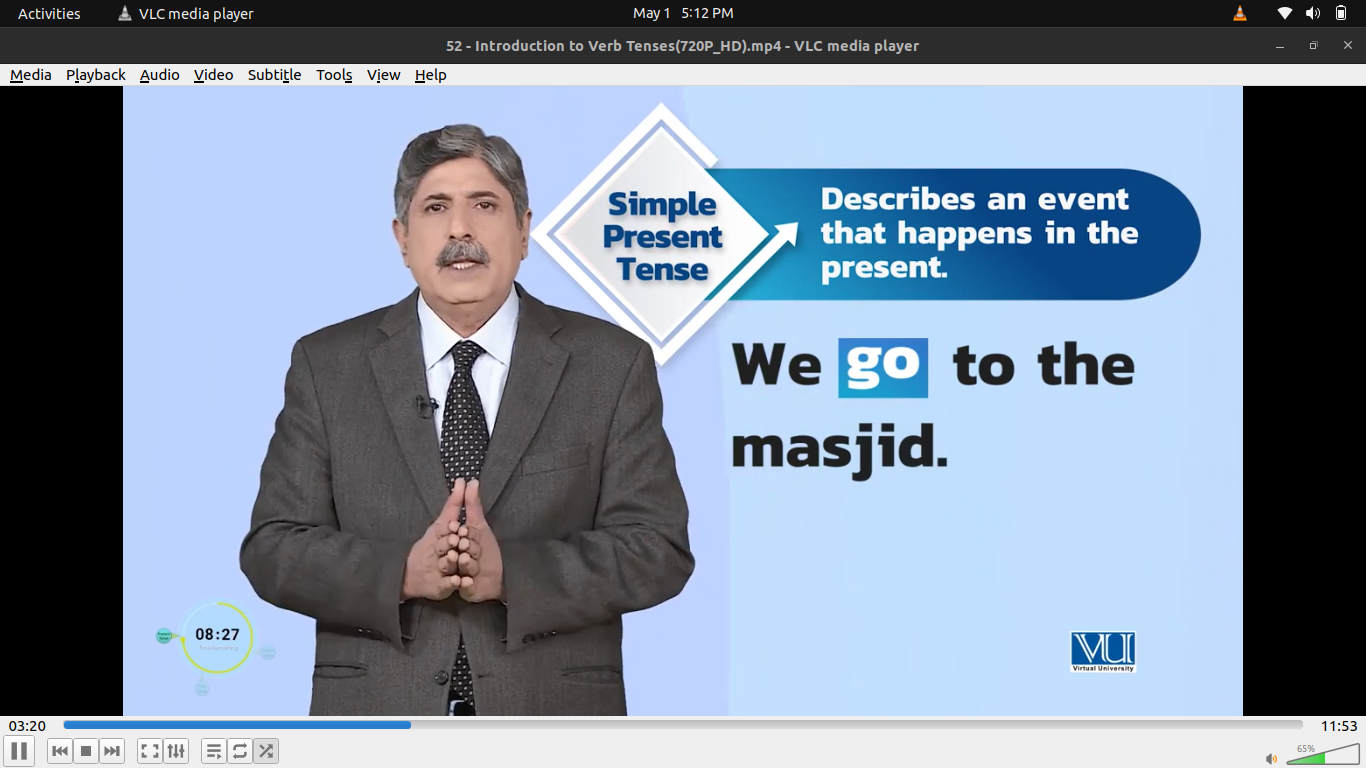 Activities VLC media player May 1 5:12 PM
52 - Introduction to Verb Tenses(720P_HD).mp4 - VLC media player
Media Playback Audio Video Subtitle Tools View Help
Simple
Present
Tense
Describes an event
that happens in the
present.
We go to the
masjid.
08:27
Time Remaining
VU
Virtual University
03:20 11:53
65%